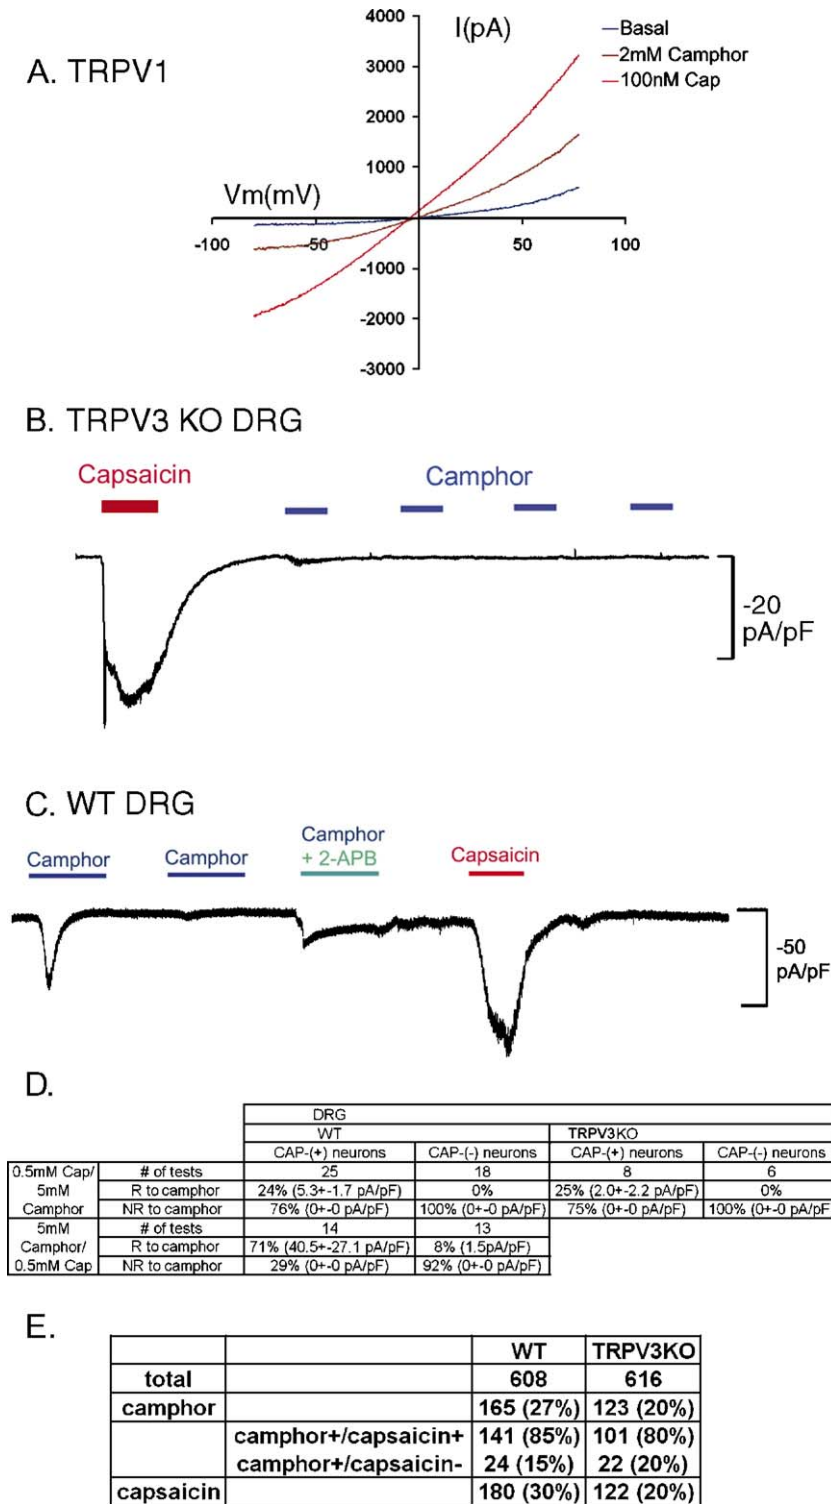 A. TRPV1
I(pA)
Basal
2mM Camphor
100nM Cap
4000
3000
2000
1000
0
-1000
-2000
-3000
Vm(mV)
-100 -50 0 50 100
B. TRPV3 KO DRG
Capsaicin Camphor
-20
pA/pF
C. WT DRG
Camphor Camphor Camphor
+ 2-APB Capsaicin
-50
pA/pF
D.
DRG
WT TRPV3KO
CAP-(+) neurons CAP-(-) neurons CAP-(+) neurons CAP-(-) neurons
0.5mM Cap/ # of tests 25 18 8 6
5mM R to camphor 24% (5.3+-1.7 pA/pF) 0% 25% (2.0+-2.2 pA/pF) 0%
Camphor NR to camphor 76% (0+-0 pA/pF) 100% (0+-0 pA/pF) 75% (0+-0 pA/pF) 100% (0+-0 pA/pF)
5mM # of tests 14 13
Camphor/ R to camphor 71% (40.5+-27.1 pA/pF) 8% (1.5pA/pF)
0.5mM Cap NR to camphor 29% (0+-0 pA/pF) 92% (0+-0 pA/pF)
E.
WT TRPV3KO
total 608 616
camphor 165 (27%) 123 (20%)
camphor+/capsaicin+ 141 (85%) 101 (80%)
camphor+/capsaicin- 24 (15%) 22 (20%)
capsaicin 180 (30%) 122 (20%)